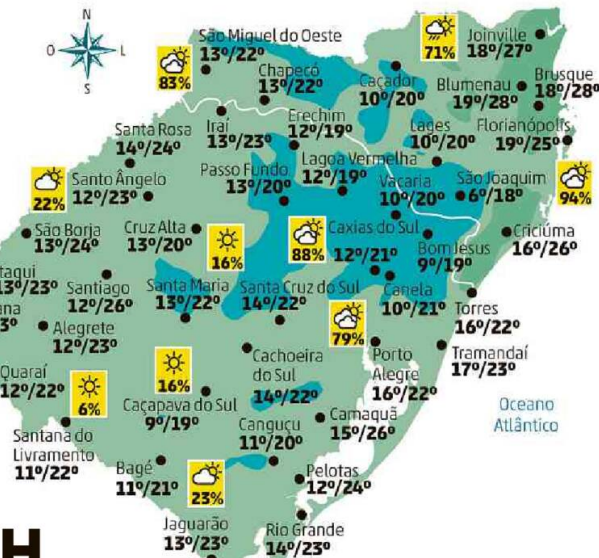 N
O
L
S
São Miguel do Oeste
13º/22º
83%
Chapecó
13º/22º
71%
Joinville
18º/27º
Caçador
10º/20º
Blumenau
19º/28º
Brusque
18º/28º
Iraí
13º/23º
Erechim
12º/19º
Lages
10º/20º
Florianópolis
19º/25º
Santa Rosa
14º/24º
Passo Fundo
13º/20º
Lagoa Vermelha
12º/19º
Vacaria
10º/20º
São Joaquim
6º/18º
94%
22%
Santo Ângelo
12º/23º
São Borja
13º/24º
Cruz Alta
13º/20º
16%
88%
Caxias do Sul
12º/21º
Bom Jesus
9º/19º
Criciúma
16º/26º
taqui
13º/23º
ana
3º
Santiago
12º/26º
Santa Maria
13º/22º
Santa Cruz do Sul
14º/22º
Canela
10º/21º
Torres
16º/22º
Alegrete
12º/23º
79%
Porto
Alegre
16º/22º
Tramandaí
17º/23º
Quaraí
12º/22º
6%
16%
Caçapava do Sul
9º/19º
Cachoeira
do Sul
14º/22º
Oceano
Atlântico
Santana do
Livramento
11º/22º
Canguçu
11º/20º
Camaquã
15º/26º
Bagé
11º/21º
23%
Pelotas
12º/24º
Jaguarão
13º/23º
Rio Grande
14º/23º
H